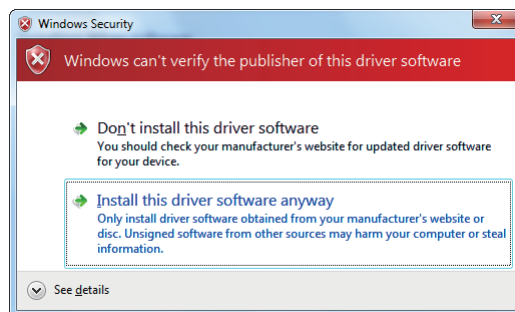 Windows Security
Windows can't verify the publisher of this driver software
Don't install this driver software
You should check your manufacturer's website for updated driver software
for your device.
Install this driver software anyway
Only install driver software obtained from your manufacturer's website or
disc. Unsigned software from other sources may harm your computer or steal
information.
See details